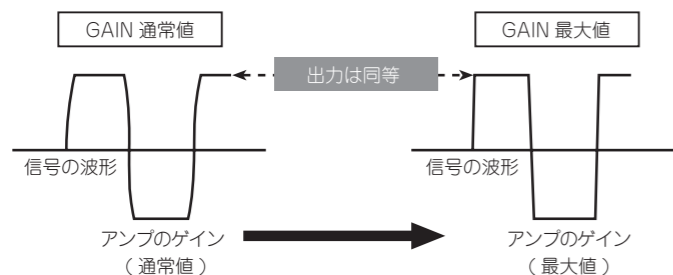 GAIN 通常値
GAIN 最大値
出力は同等
信号の波形
信号の波形
アンプのゲイン
( 通常値 )
アンプのゲイン
( 最大値 )